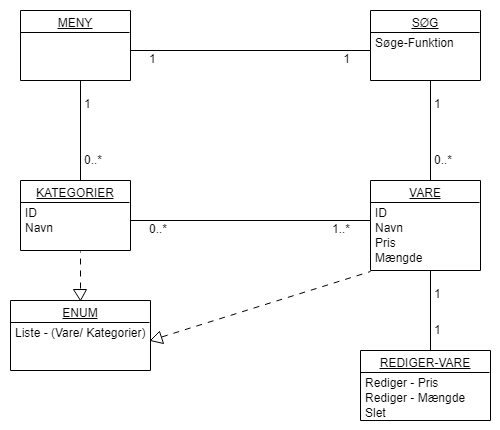 MENY
SØG
Søge-Funktion
1
1
1
1
0..*
0..*
KATEGORIER
ID
Navn
0..*
1..*
VARE
ID
Navn
Pris
Mængde
ENUM
Liste - (Vare/ Kategorier)
1
1
REDIGER-VARE
Rediger - Pris
Rediger - Mængde
Slet